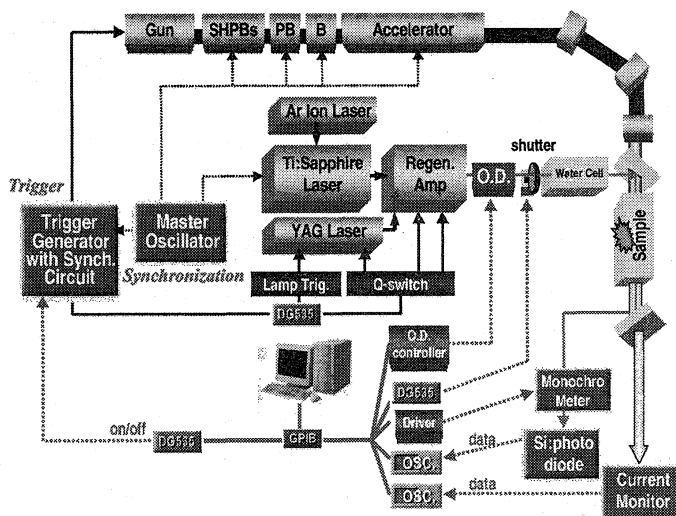 Gun
SHPBs
PB
B
Accelerator
Ar Ion Laser
Ti:Sapphire
Laser
Regen.
Amp
O.D.
shutter
Water Cell
Trigger
Trigger
Generator
with Synch.
Circuit
Master
Oscillator
Synchronization
YAG Laser
Lamp Trig.
Q-switch
DG535
Sample
O.D.
controller
DG535
Driver
OSC.
OSC.
on/off
DG535
GPIB
data
data
Monochro
Meter
Si:photo
diode
Current
Monitor